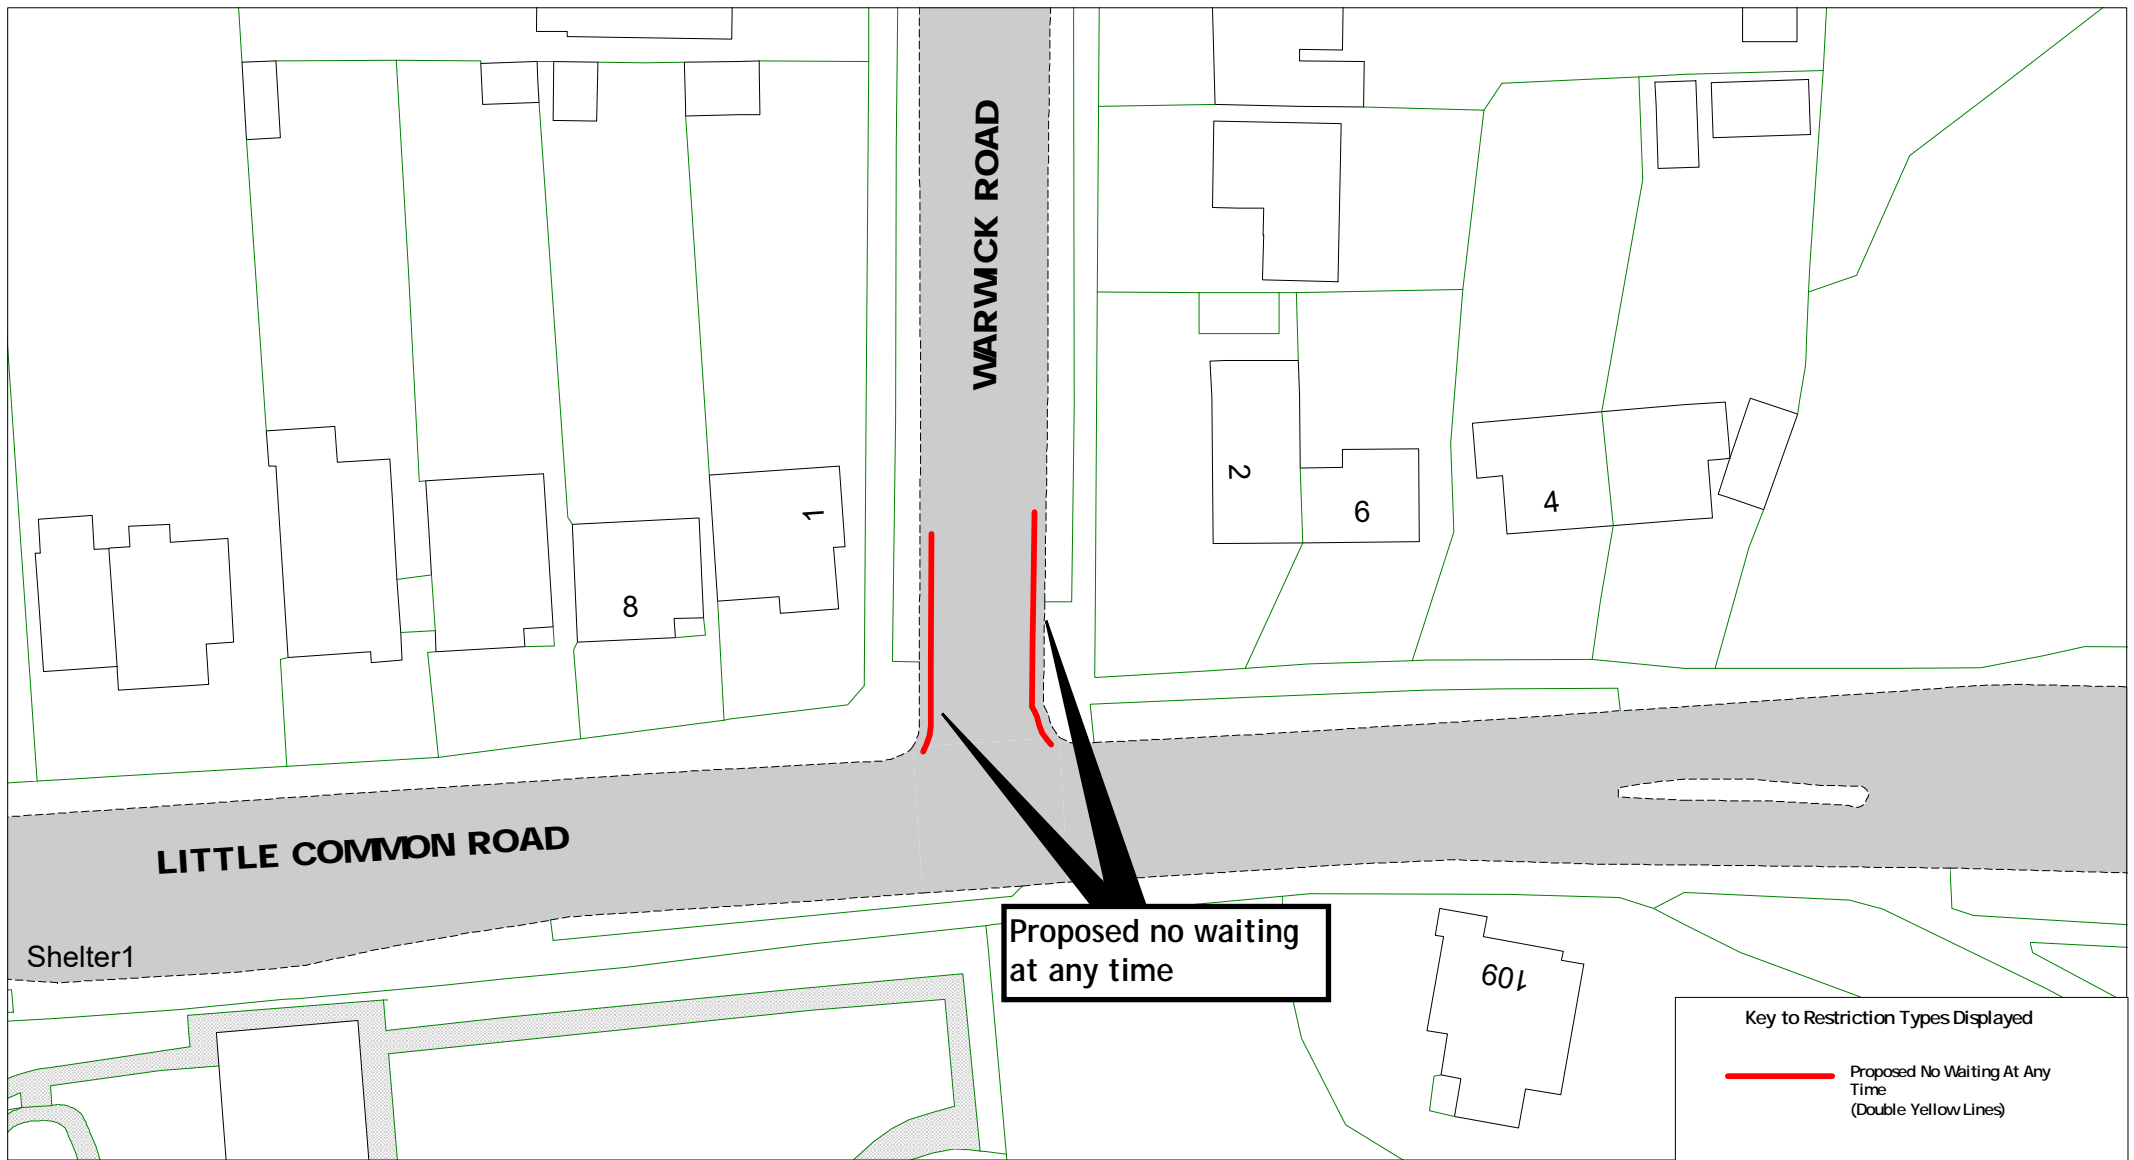 WARWICK ROAD
2
1
6
4
8
LITTLE COMMON ROAD
Shelter1
Proposed no waiting
at any time
109
Key to Restriction Types Displayed
Proposed No Waiting At Any
Time
(Double Yellow Lines)